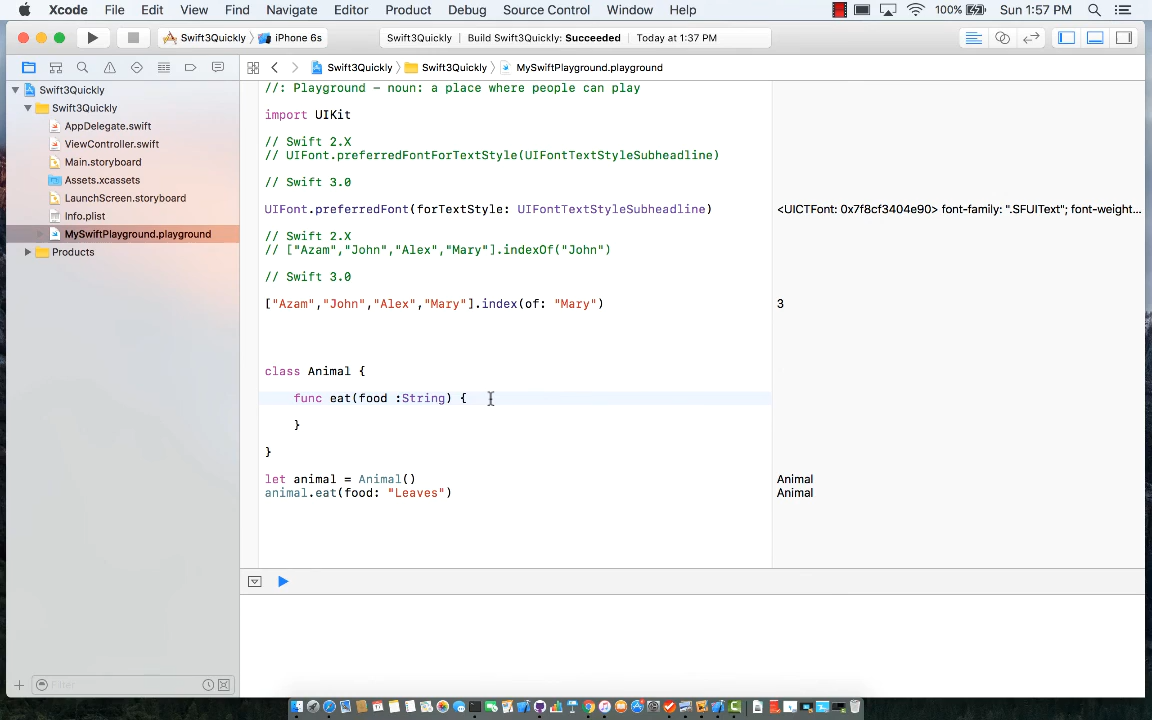 Xcode File Edit View Find Navigate Editor Product Debug Source Control Window Help 100% Sun 1:57 PM
Swift3Quickly iPhone 6s Swift3Quickly Build Swift3Quickly: Succeeded Today at 1:37 PM
Swift3Quickly Swift3Quickly MySwiftPlayground.playground
Swift3Quickly
Swift3Quickly
AppDelegate.swift
ViewController.swift
Main.storyboard
Assets.xcassets
LaunchScreen.storyboard
Info.plist
MySwiftPlayground.playground
Products
Filter
//: Playground - noun: a place where people can play
import UIKit
// Swift 2.X
// UIFont.preferredFontForTextStyle(UIFontTextStyleSubheadline)
// Swift 3.0
UIFont.preferredFont(forTextStyle: UIFontTextStyleSubheadline)
// Swift 2.X
// ["Azam","John","Alex","Mary"].indexOf("John")
// Swift 3.0
["Azam","John","Alex","Mary"].index(of: "Mary")
class Animal {
func eat(food :String) {
}
}
let animal = Animal()
animal.eat(food: "Leaves")
<UICTFont: 0x7f8cf3404e90> font-family: ".SFUIText"; font-weight...
3
Animal
Animal